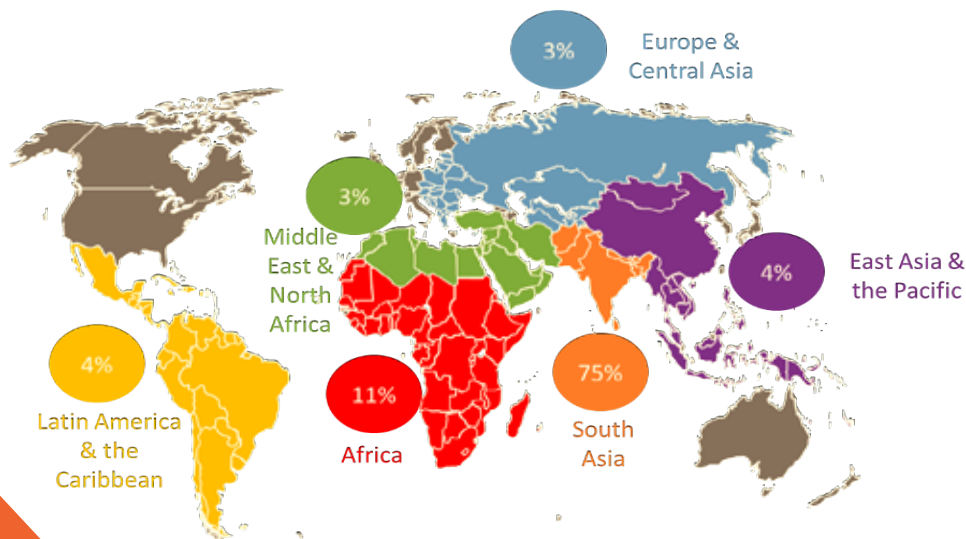 3%
Europe &
Central Asia
3%
Middle
East &
North
Africa
4%
East Asia &
the Pacific
4%
Latin America
& the
Caribbean
11%
Africa
75%
South
Asia